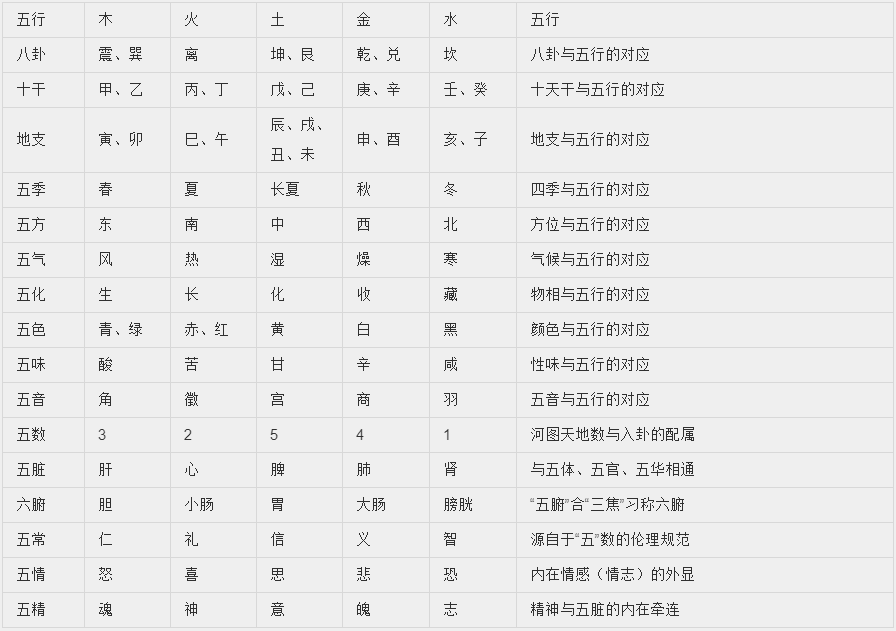 五行 木 火 土 金 水 五行
八卦 震、巽 离 坤、艮 乾、兑 坎 八卦与五行的对应
十干 甲、乙 丙、丁 戊、己 庚、辛 壬、癸 十天干与五行的对应
地支 寅、卯 巳、午 辰、戌、 申、酉 亥、子 地支与五行的对应
丑、未
五季 春 夏 长夏 秋 冬 四季与五行的对应
五方 东 南 中 西 北 方位与五行的对应
五气 风 热 湿 燥 寒 气候与五行的对应
五化 生 长 化 收 藏 物相与五行的对应
五色 青、绿 赤、红 黄 白 黑 颜色与五行的对应
五味 酸 苦 甘 辛 咸 性味与五行的对应
五音 角 徵 宫 商 羽 五音与五行的对应
五数 3 2 5 4 1 河图天地数与入卦的配属
五脏 肝 心 脾 肺 肾 与五体、五官、五华相通
六腑 胆 小肠 胃 大肠 膀胱 “五腑”合“三焦”习称六腑
五常 仁 礼 信 义 智 源自于“五”数的伦理规范
五情 怒 喜 思 悲 恐 内在情感（情志）的外显
五精 魂 神 意 魄 志 精神与五脏的内在牵连